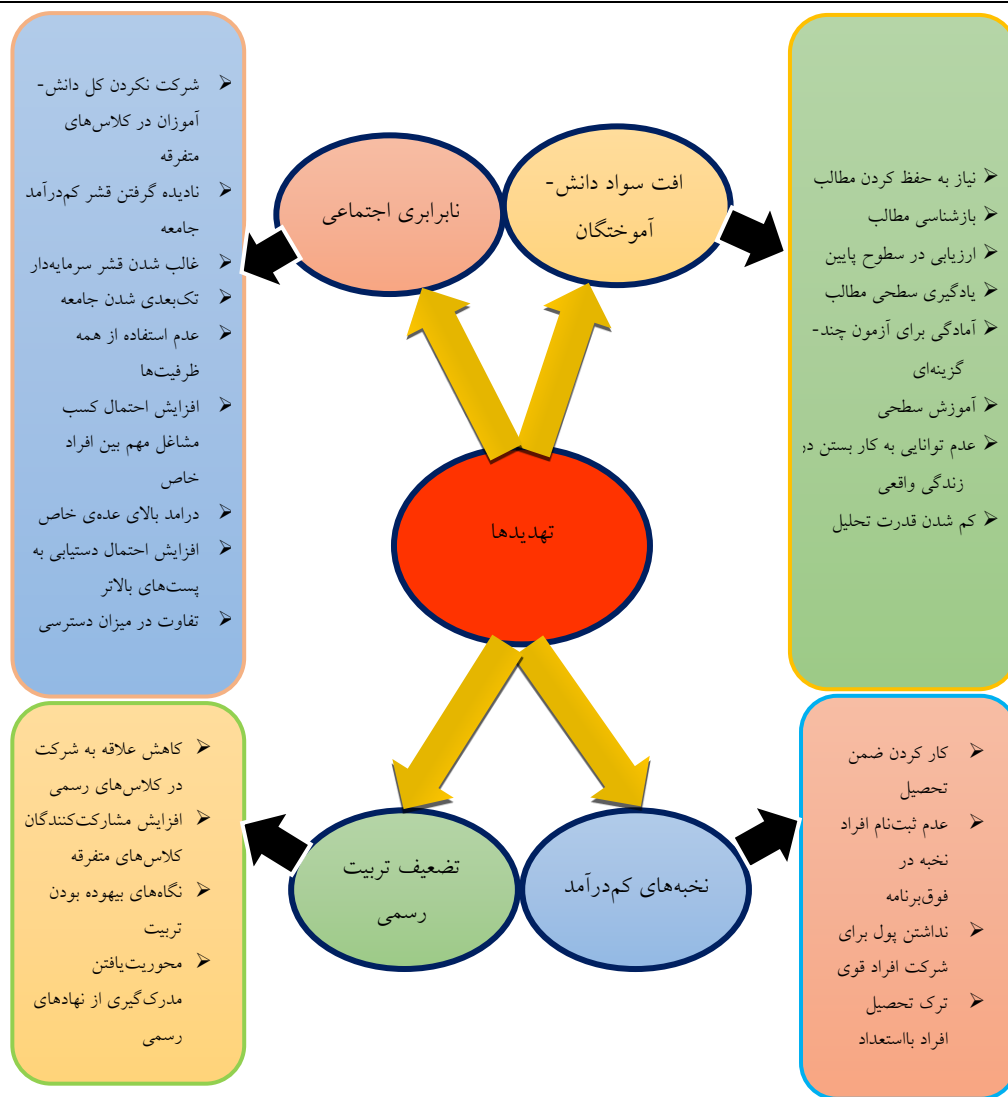 نیاز به حفظ کردن مطالب
بازشناسی مطالب
ارزیابی در سطوح پایین
یادگیری سطحی مطالب
آمادگی برای آزمون چند-
گزینه‌ای
آموزش سطحی
عدم توانایی به کار بستن در
زندگی واقعی
کم شدن قدرت تحلیل
افت سواد دانش-
آموختگان
نابرابری اجتماعی
شرکت نکردن کل دانش-
آموزان در کلاس‌های
متفرقه
نادیده گرفتن قشر کم‌درآمد
جامعه
غالب شدن قشر سرمایه‌دار
تک‌بعدی شدن جامعه
عدم استفاده از همه
ظرفیت‌ها
افزایش احتمال کسب
مشاغل مهم بین افراد
خاص
درامد بالای عده‌ی خاص
افزایش احتمال دستیابی به
پست‌های بالاتر
تفاوت در میزان دسترسی
تهدیدها
کار کردن ضمن
تحصیل
عدم ثبت‌نام افراد
نخبه در
فوق‌برنامه
نداشتن پول برای
شرکت افراد قوی
ترک تحصیل
افراد بااستعداد
نخبه‌های کم‌درآمد
تضعیف تربیت
رسمی
کاهش علاقه به شرکت
در کلاس‌های رسمی
افزایش مشارکت‌کنندگان
کلاس‌های متفرقه
نگاه‌های بیهوده بودن
تربیت
محوریت‌یافتن
مدرک‌گیری از نهادهای
رسمی